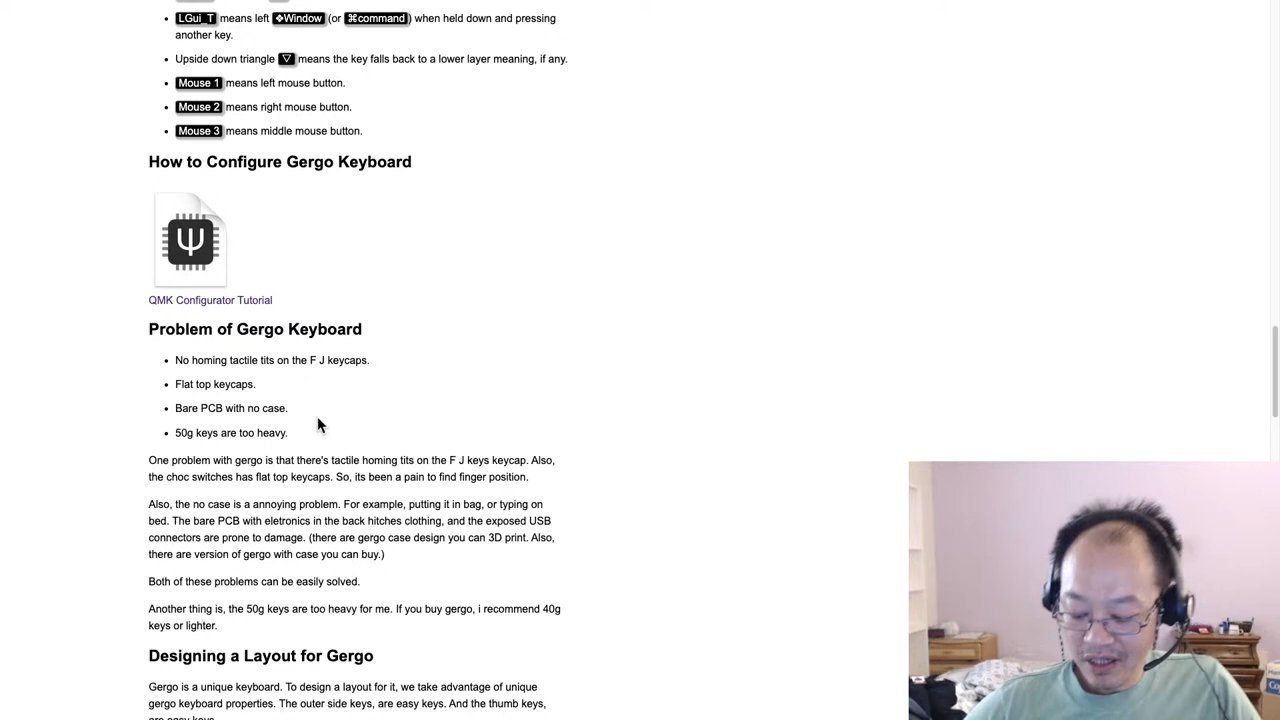 LGui_T means left ❖Window (or ⌘command) when held down and pressing
another key.
Upside down triangle ▽ means the key falls back to a lower layer meaning, if any.
Mouse 1 means left mouse button.
Mouse 2 means right mouse button.
Mouse 3 means middle mouse button.
How to Configure Gergo Keyboard
Ψ
QMK Configurator Tutorial
Problem of Gergo Keyboard
No homing tactile tits on the F J keycaps.
Flat top keycaps.
Bare PCB with no case.
50g keys are too heavy.
One problem with gergo is that there's tactile homing tits on the F J keys keycap. Also,
the choc switches has flat top keycaps. So, its been a pain to find finger position.
Also, the no case is a annoying problem. For example, putting it in bag, or typing on
bed. The bare PCB with eletronics in the back hitches clothing, and the exposed USB
connectors are prone to damage. (there are gergo case design you can 3D print. Also,
there are version of gergo with case you can buy.)
Both of these problems can be easily solved.
Another thing is, the 50g keys are too heavy for me. If you buy gergo, i recommend 40g
keys or lighter.
Designing a Layout for Gergo
Gergo is a unique keyboard. To design a layout for it, we take advantage of unique
gergo keyboard properties. The outer side keys, are easy keys. And the thumb keys,
are easy keys.